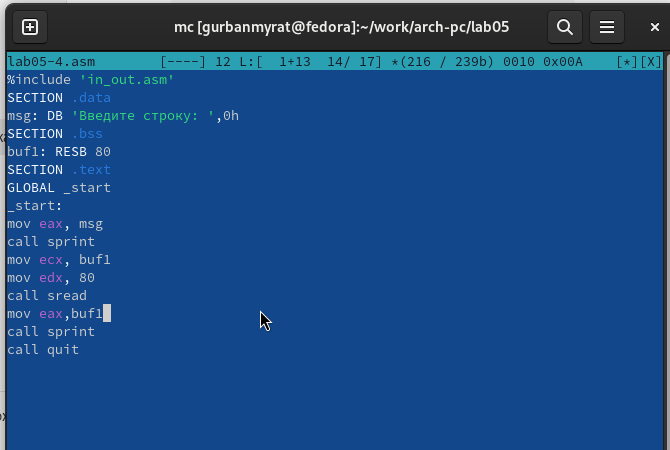 mc [gurbanmyrat@fedora]:~/work/arch-pc/lab05
lab05-4.asm [----] 12 L:[ 1+13 14/ 17] *(216 / 239b) 0010 0x00A [*][X]
%include 'in_out.asm'
SECTION .data
msg: DB 'Введите строку: ',0h
SECTION .bss
buf1: RESB 80
SECTION .text
GLOBAL _start
_start:
mov eax, msg
call sprint
mov ecx, buf1
mov edx, 80
call sread
mov eax,buf1
call sprint
call quit